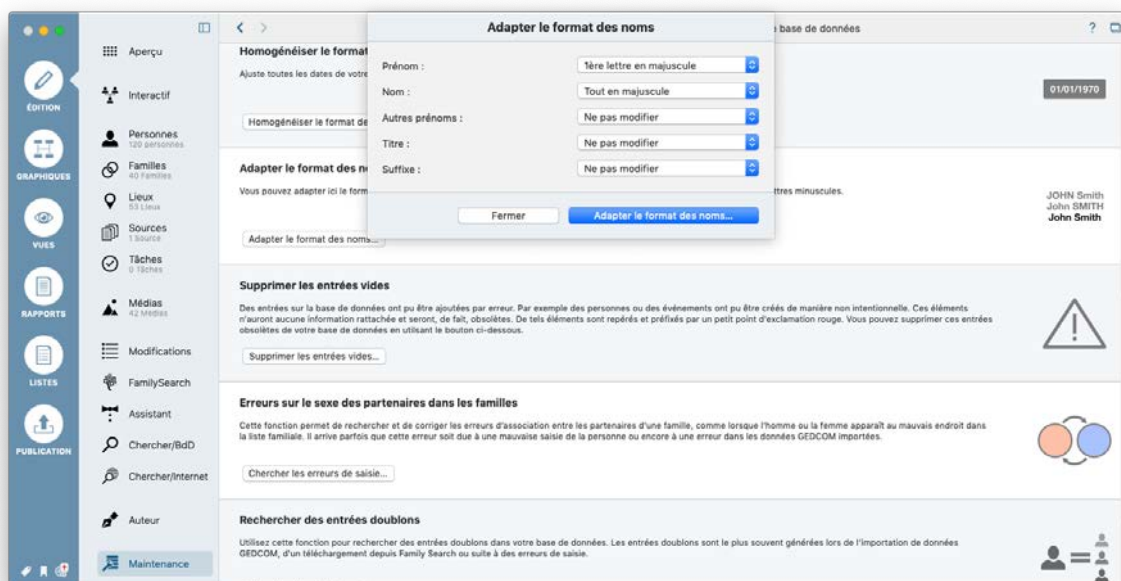 Adapter le format des noms
base de données
?
Prénom :
1ère lettre en majuscule
Nom :
Tout en majuscule
Autres prénoms :
Ne pas modifier
Titre :
Ne pas modifier
Suffixe :
Ne pas modifier
Fermer
Adapter le format des noms...
ÉDITION
GRAPHIQUES
VUES
RAPPORTS
LISTES
PUBLICATION
Aperçu
Interactif
Personnes
120 personnes
Familles
40 Familles
Lieux
53 Lieux
Sources
1 Source
Tâches
0 Tâches
Médias
42 Médias
Modifications
FamilySearch
Assistant
Chercher/BdD
Chercher/Internet
Auteur
Maintenance
Homogénéiser le format
Ajuste toutes les dates de votre
Homogénéiser le format de
01/01/1970
Adapter le format des n
Vous pouvez adapter ici le form
ttres minuscules.
Adapter le format des noms...
JOHN Smith
John SMITH
John Smith
Supprimer les entrées vides
Des entrées sur la base de données ont pu être ajoutées par erreur. Par exemple des personnes ou des événements ont pu être créés de manière non intentionnelle. Ces éléments
n'auront aucune information rattachée et seront, de fait, obsolètes. De tels éléments sont repérés et préfixés par un petit point d'exclamation rouge. Vous pouvez supprimer ces entrées
obsolètes de votre base de données en utilisant le bouton ci-dessous.
Supprimer les entrées vides...
Erreurs sur le sexe des partenaires dans les familles
Cette fonction permet de rechercher et de corriger les erreurs d'association entre les partenaires d'une famille, comme lorsque l'homme ou la femme apparaît au mauvais endroit dans
la liste familiale. Il arrive parfois que cette erreur soit due à une mauvaise saisie de la personne ou encore à une erreur dans les données GEDCOM importées.
Chercher les erreurs de saisie...
Rechercher des entrées doublons
Utilisez cette fonction pour rechercher des entrées doublons dans votre base de données. Les entrées doublons sont le plus souvent générées lors de l'importation de données
GEDCOM, d'un téléchargement depuis Family Search ou suite à des erreurs de saisie.